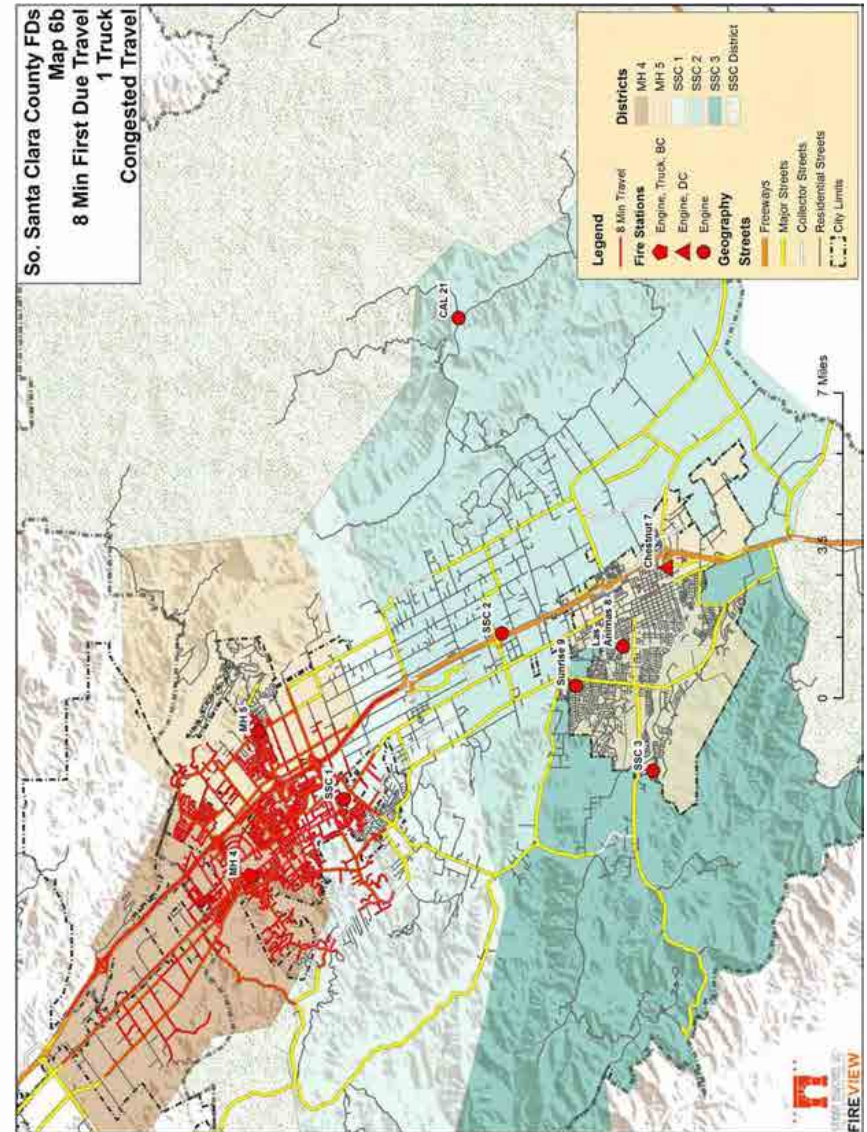 So. Santa Clara County FDs
Map 6b
8 Min First Due Travel
1 Truck
Congested Travel
Legend
8 Min Travel
Fire Stations
Engine, Truck, BC
Engine, DC
Engine
Geography
Streets
Freeways
Major Streets
Collector Streets
Residential Streets
City Limits
Districts
MH 4
MH 5
SSC 1
SSC 2
SSC 3
SSC District
CAL 21
MH 5
MH 4
SSC 1
SSC 2
Sunrise 9
Las
Animas 8
Chestnut 7
SSC 3
0
3.5
7 Miles
FIREVIEW